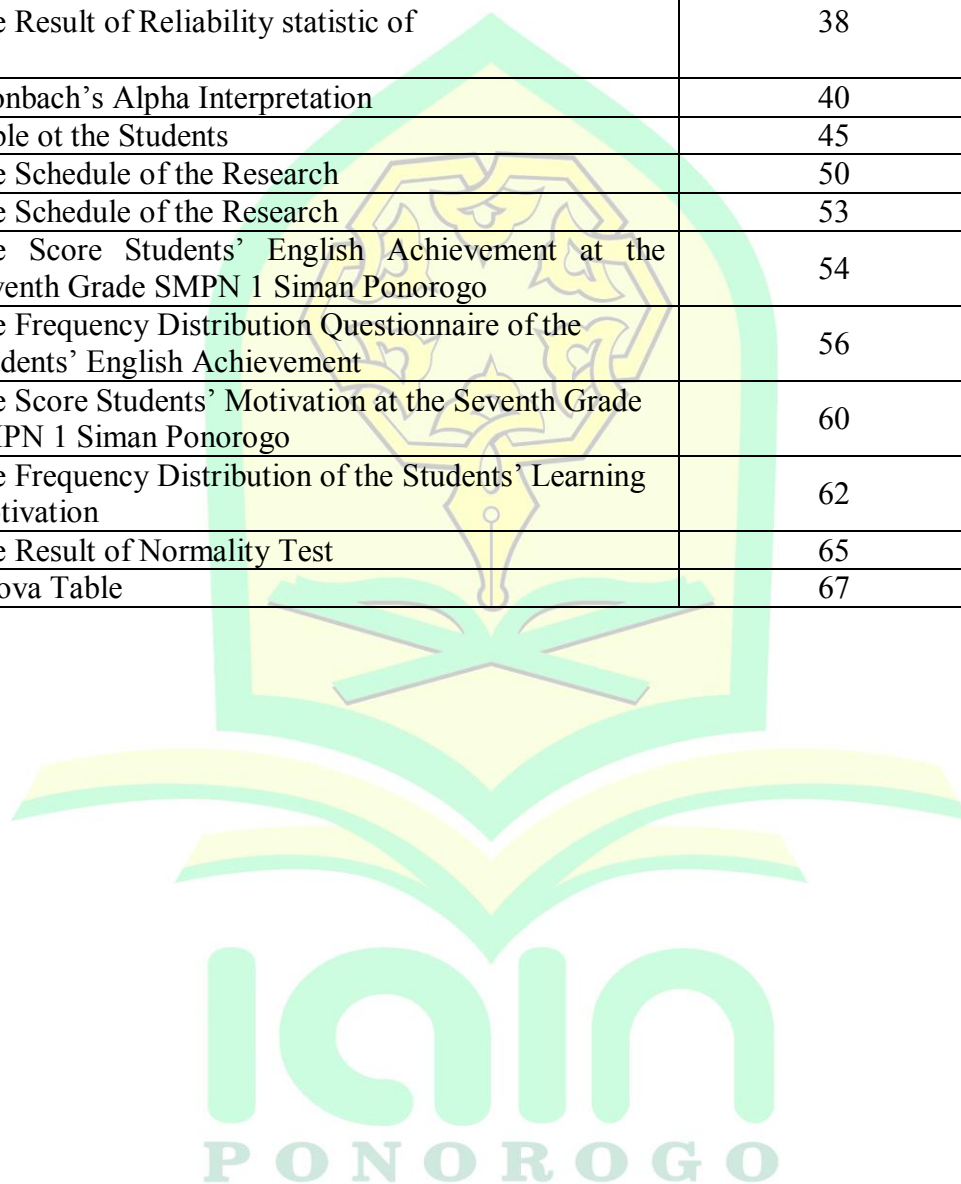 e Result of Reliability statistic of 38
onbach's Alpha Interpretation 40
ble ot the Students 45
e Schedule of the Research 50
e Schedule of the Research 53
e Score Students' English Achievement at the
venth Grade SMPN 1 Siman Ponorogo 54
e Frequency Distribution Questionnaire of the
dents' English Achievement 56
e Score Students' Motivation at the Seventh Grade
IPN 1 Siman Ponorogo 60
e Frequency Distribution of the Students' Learning
tivation 62
e Result of Normality Test 65
ova Table 67
iain
PONOROGO